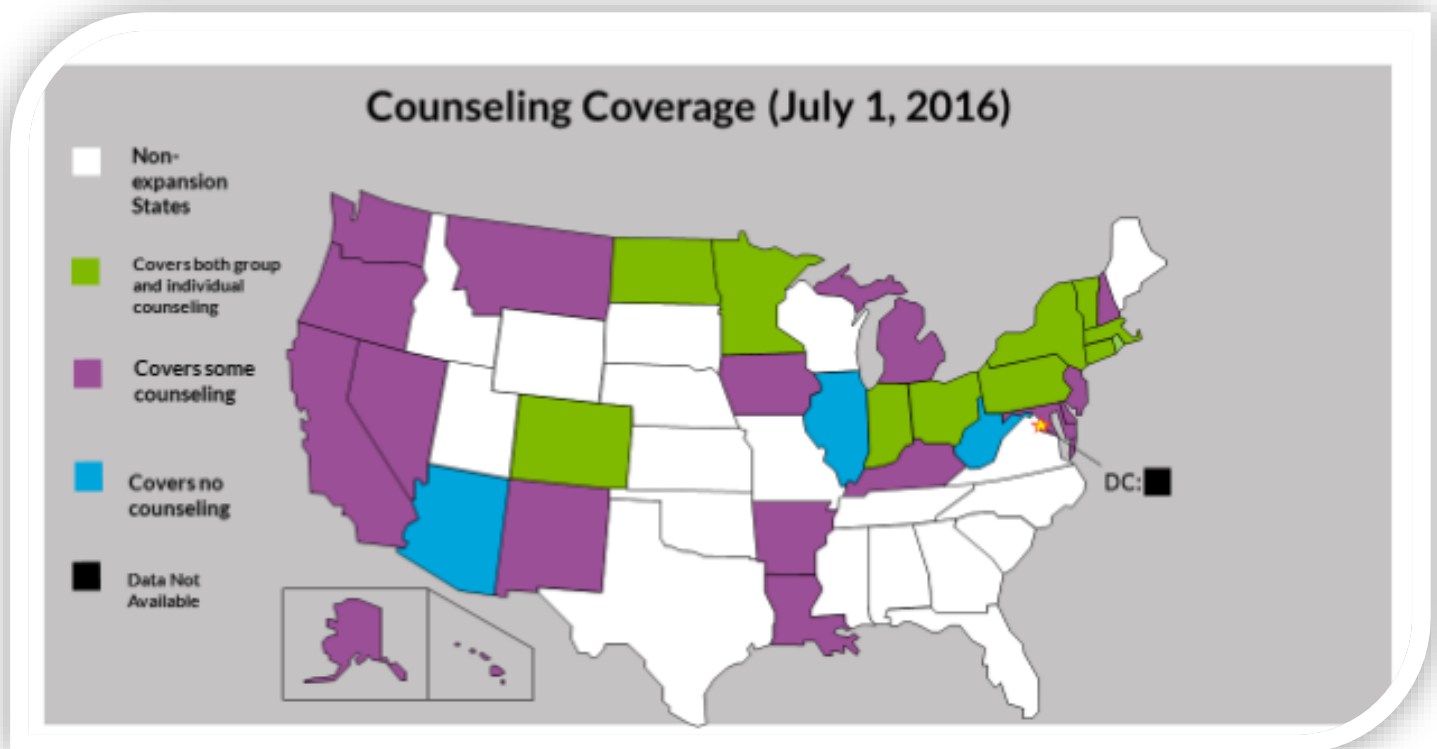 Counseling Coverage (July 1, 2016)
Non-
expansion
States
Covers both group
and individual
counseling
Covers some
counseling
Covers no
counseling
Data Not
Available
DC: